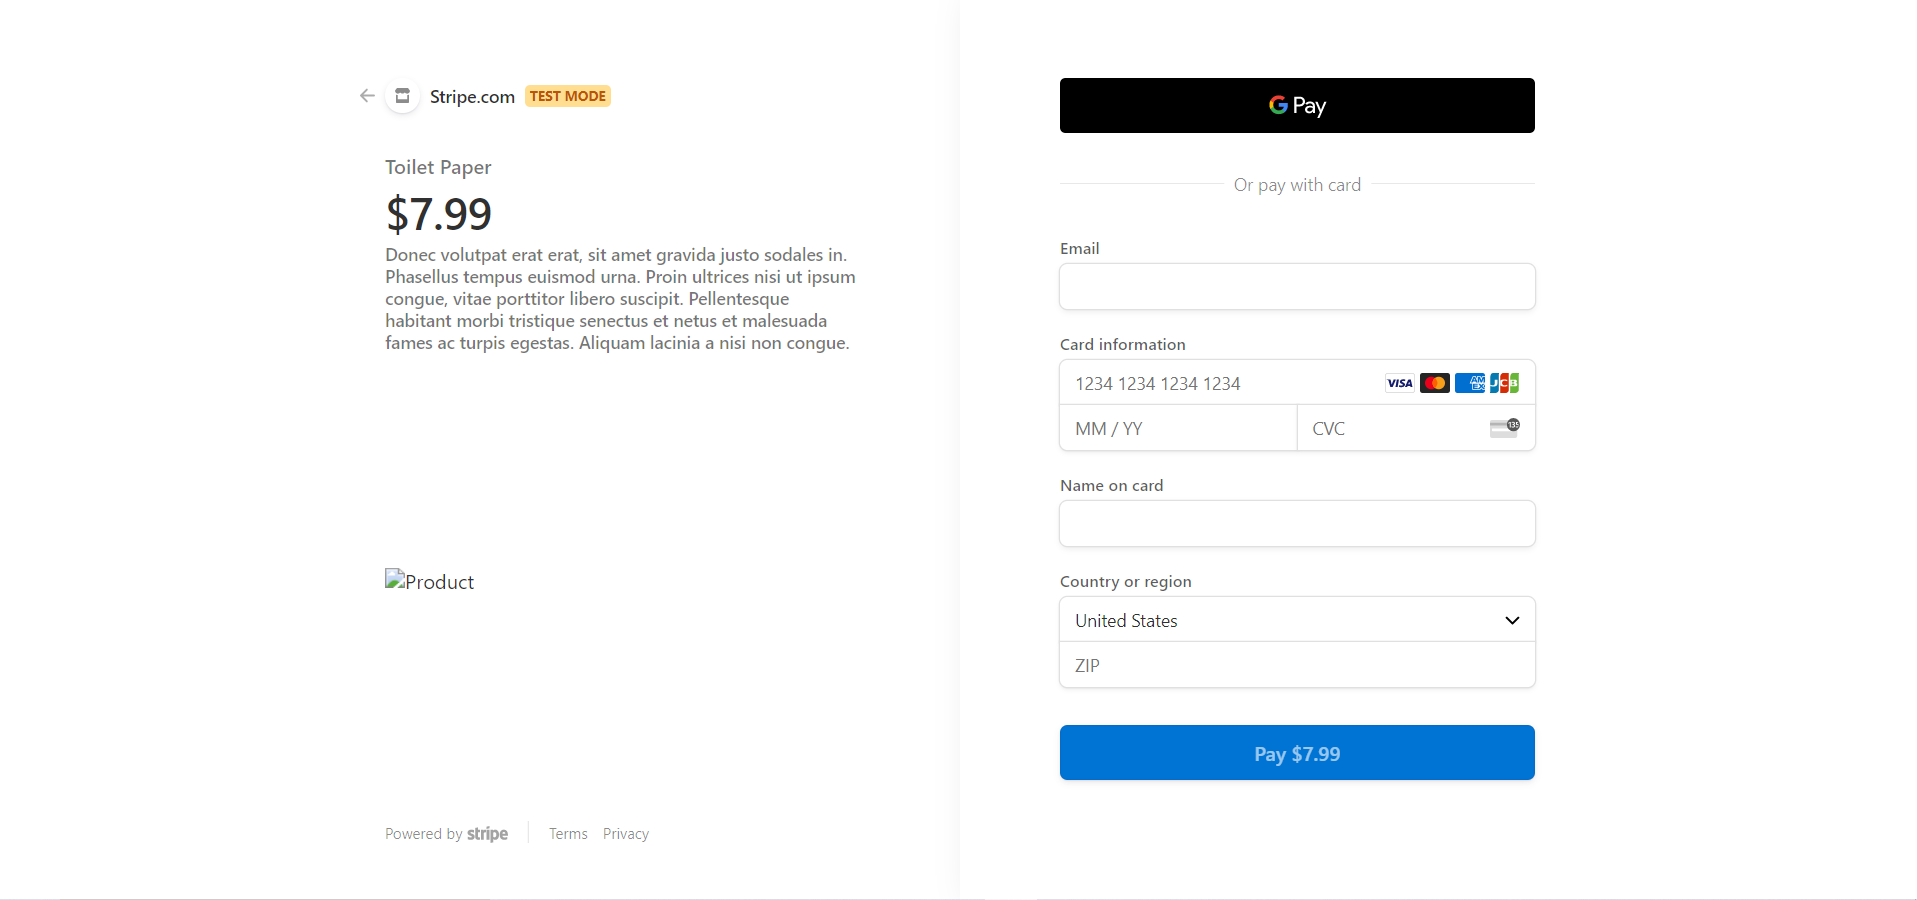 Stripe.com TEST MODE
Toilet Paper
$7.99
Donec volutpat erat erat, sit amet gravida justo sodales in.
Phasellus tempus euismod urna. Proin ultrices nisi ut ipsum
congue, vitae porttitor libero suscipit. Pellentesque
habitant morbi tristique senectus et netus et malesuada
fames ac turpis egestas. Aliquam lacinia a nisi non congue.
Product
Powered by stripe Terms Privacy
G Pay
Or pay with card
Email
Card information
1234 1234 1234 1234 VISA AM EX JCB
MM / YY CVC 135
Name on card
Country or region
United States
ZIP
Pay $7.99